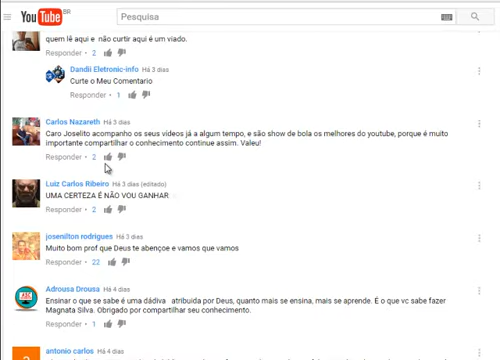 YouTube BR
Pesquisa
quem lê aqui e não curtir aqui é um viado.
Responder • 2
Dandii Eletronic-info Há 3 dias
Curte o Meu Comentario
Responder • 1
Carlos Nazareth Há 3 dias
Caro Joselito acompanho os seus videos já a algum tempo, e são show de bola os melhores do youtube, porque é muito
importante compartilhar o conhecimento continue assim. Valeu!
Responder • 2
Luiz Carlos Ribeiro Há 3 dias (editado)
UMA CERTEZA É NÃO VOU GANHAR
Responder • 2
josenilton rodrigues Há 3 dias
Muito bom prof que Deus te abençoe e vamos que vamos
Responder • 22
Adrousa Drousa Há 4 dias
Ensinar o que se sabe é uma dádiva atribuida por Deus, quanto mais se ensina, mais se aprende. É o que vc sabe fazer
Magnata Silva. Obrigado por compartilhar seu conhecimento.
Responder • 1
antonio carlos Há 4 dias